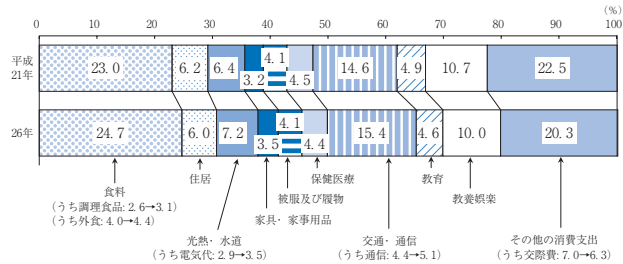 (%)
0 10 20 30 40 50 60 70 80 90 100
平成
21年
23.0 6.2 6.4 3.2 4.1 4.5 14.6 4.9 10.7 22.5
26年
24.7 6.0 7.2 3.5 4.1 4.4 15.4 4.6 10.0 20.3
食料
(うち調理食品: 2.6→3.1)
(うち外食: 4.0→4.4)
住居
光熱・水道
(うち電気代: 2.9→3.5)
家具・家事用品
被服及び履物
保健医療
交通・通信
(うち通信: 4.4→5.1)
教育
教養娯楽
その他の消費支出
(うち交際費: 7.0→6.3)